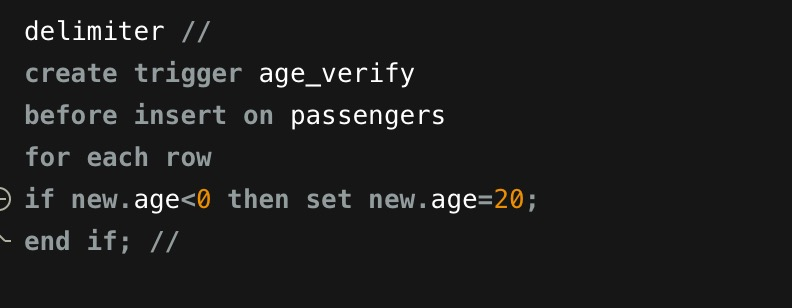 delimiter //
create trigger age_verify
before insert on passengers
for each row
if new.age<0 then set new.age=20;
end if; //